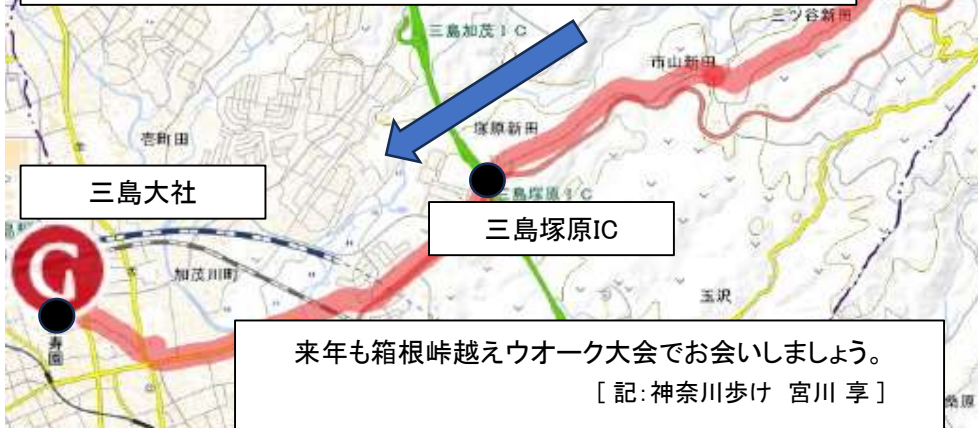 三ツ谷新田
三島加茂IC
市山新田
塚原新田
壱町田
三島大社
三島塚原IC
三島塚原IC
G
加茂川町
玉沢
寿園
来年も箱根峠越えウオーク大会でお会いしましょう。
[ 記:神奈川歩け 宮川 享 ]
桑原